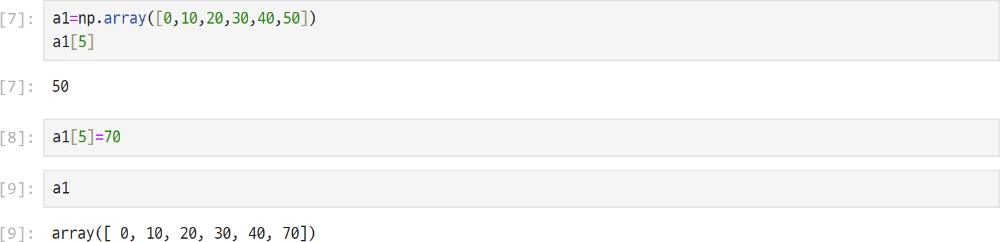 [7]: a1=np.array([0,10,20,30,40,50])
a1[5]
[7]: 50
[8]: a1[5]=70
[9]: a1
[9]: array([ 0, 10, 20, 30, 40, 70])